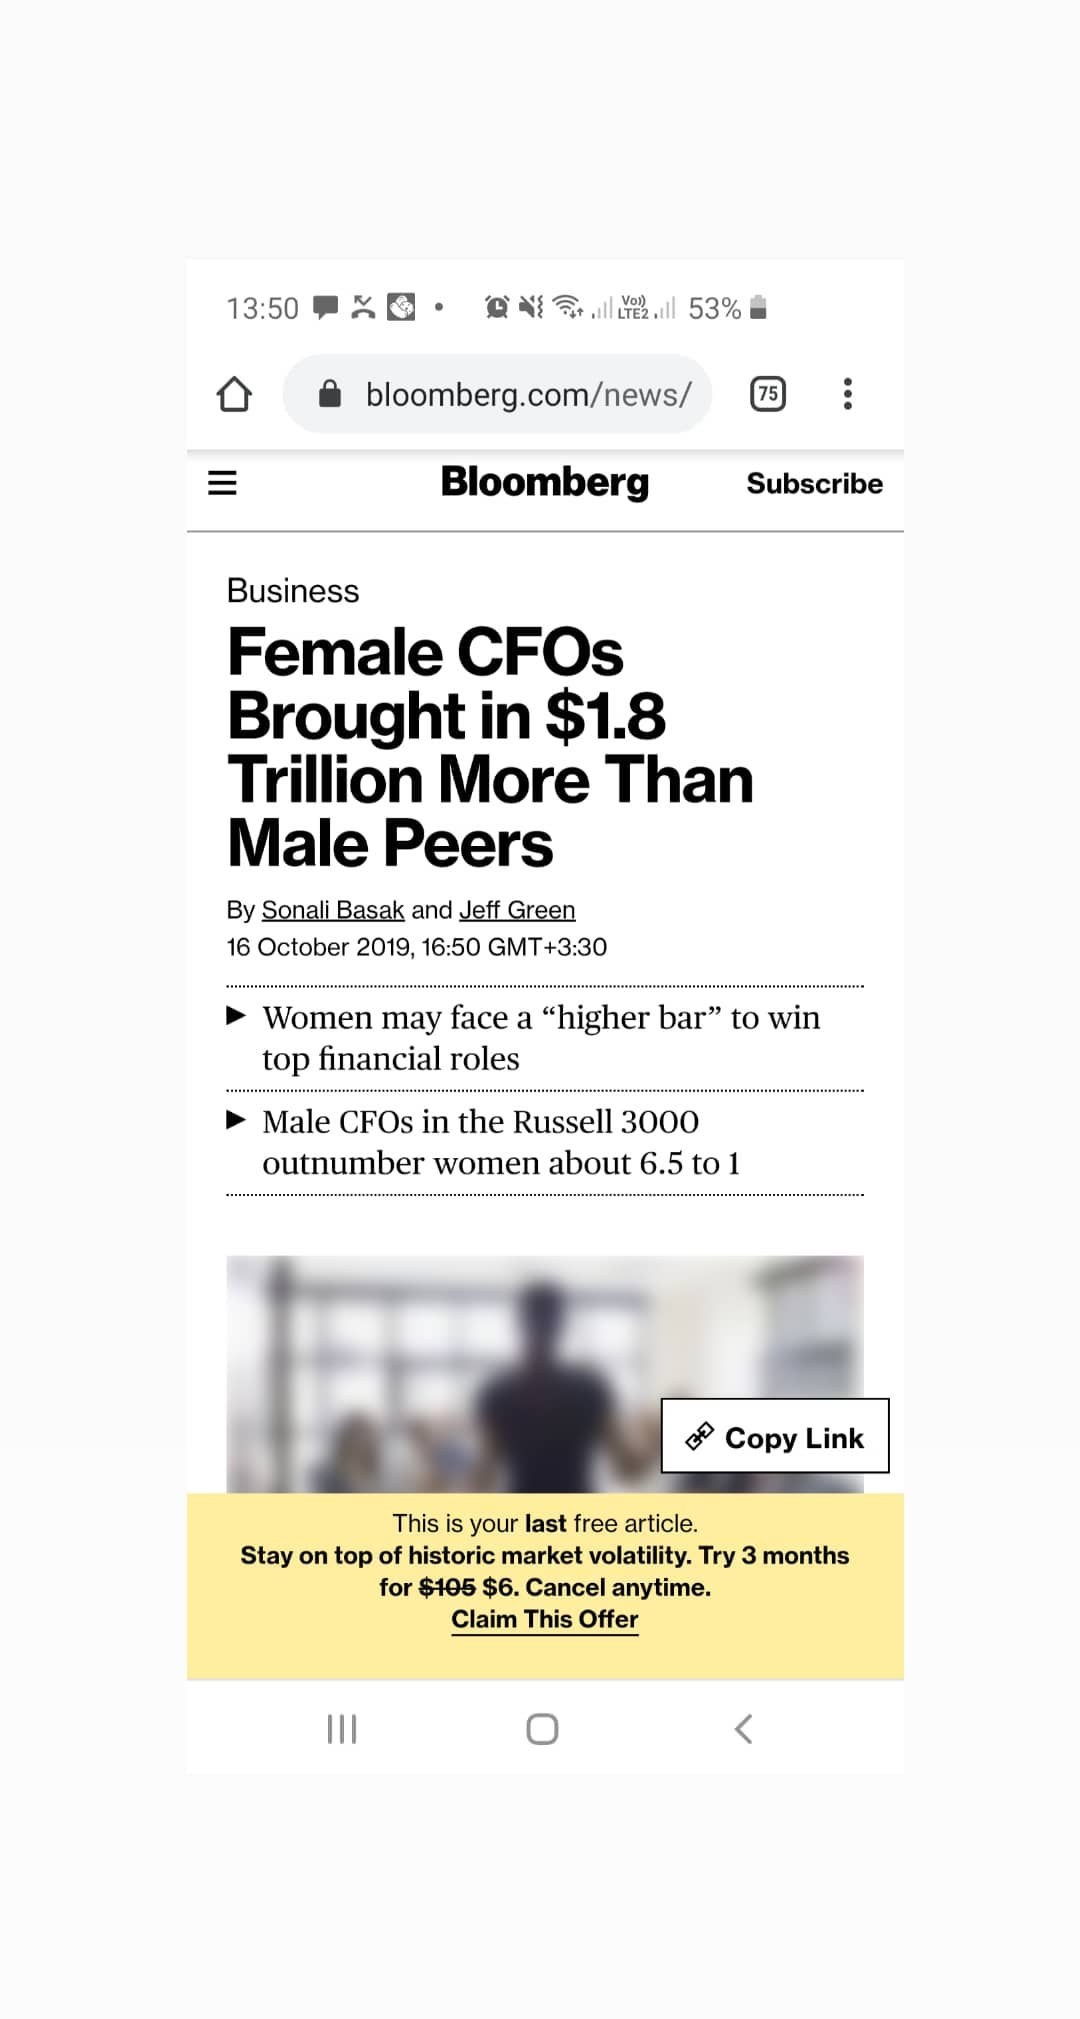 13:50 Vo)) LTE2 53%
bloomberg.com/news/ 75
Bloomberg Subscribe
Business
Female CFOs
Brought in $1.8
Trillion More Than
Male Peers
By Sonali Basak and Jeff Green
16 October 2019, 16:50 GMT+3:30
▶ Women may face a “higher bar” to win
top financial roles
▶ Male CFOs in the Russell 3000
outnumber women about 6.5 to 1
Copy Link
This is your last free article.
Stay on top of historic market volatility. Try 3 months
for $105 $6. Cancel anytime.
Claim This Offer